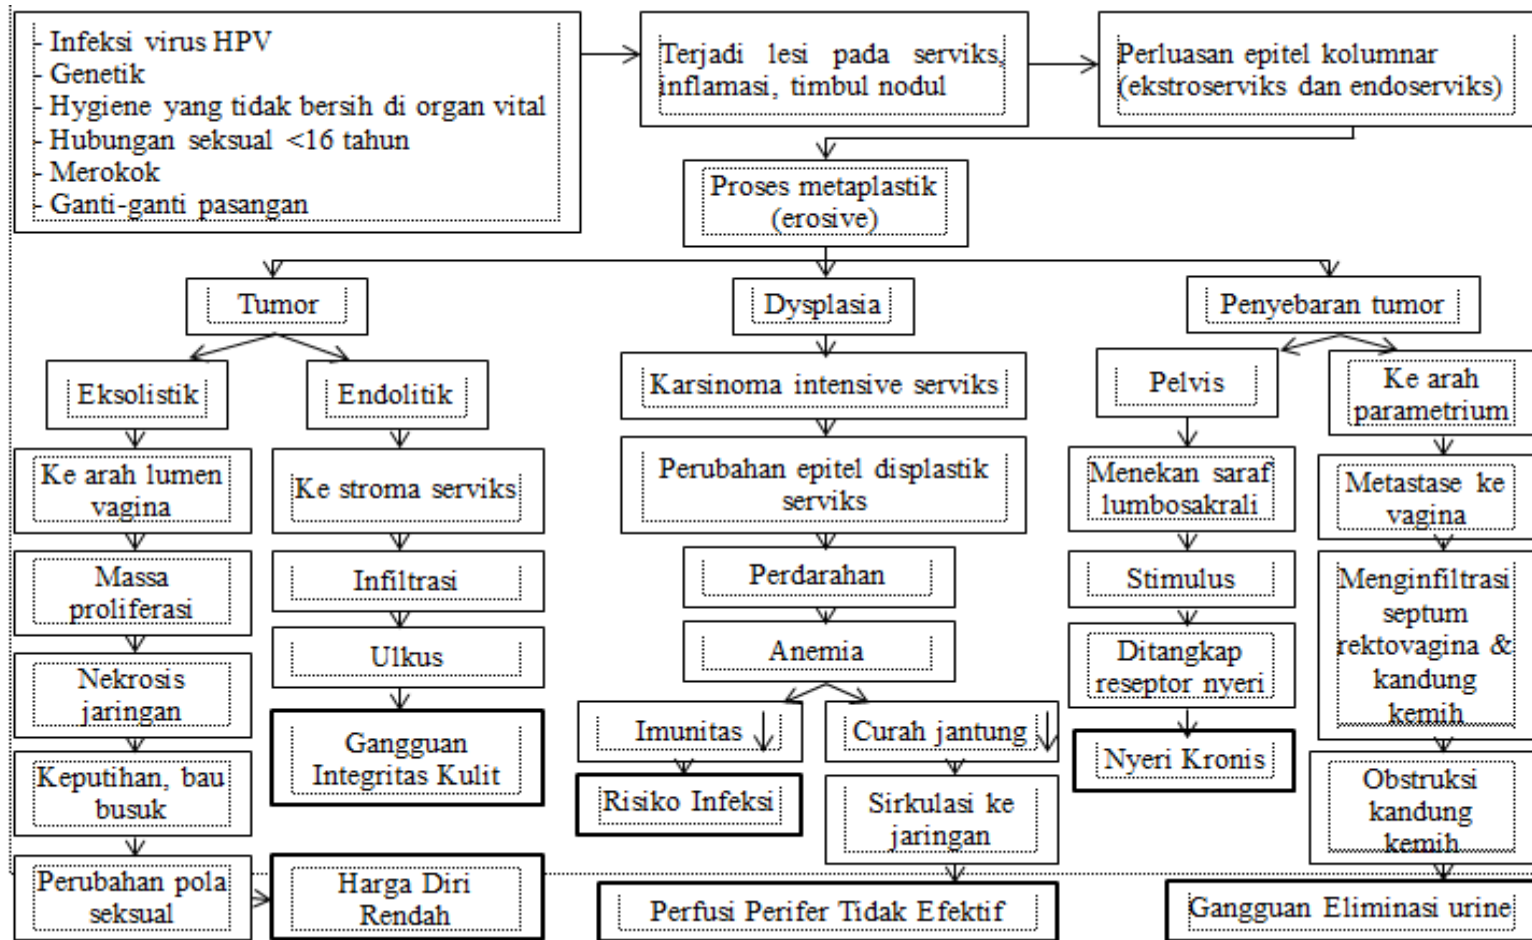 - Infeksi virus HPV
- Genetik
- Hygiene yang tidak bersih di organ vital
- Hubungan seksual <16 tahun
- Merokok
- Ganti-ganti pasangan
Terjadi lesi pada serviks,
inflamasi, timbul nodul
Perluasan epitel kolumnar
(ekstroserviks dan endoserviks)
Proses metaplastik
(erosive)
Tumor
Dysplasia
Penyebaran tumor
Eksolistik
Endolitik
Karsinoma intensive serviks
Pelvis
Ke arah
parametrium
Ke arah lumen
vagina
Ke stroma serviks
Perubahan epitel displastik
serviks
Menekan saraf
lumbosakrali
Metastase ke
vagina
Massa
proliferasi
Infiltrasi
Perdarahan
Stimulus
Menginfiltrasi
septum
rektovagina &
kandung
kemih
Nekrosis
jaringan
Ulkus
Anemia
Ditangkap
reseptor nyeri
Keputihan, bau
busuk
Gangguan
Integritas Kulit
Imunitas ↓
Curah jantung ↓
Nyeri Kronis
Risiko Infeksi
Sirkulasi ke
jaringan
Obstruksi
kandung
kemih
Perubahan pola
seksual
Harga Diri
Rendah
Perfusi Perifer Tidak Efektif
Gangguan Eliminasi urine